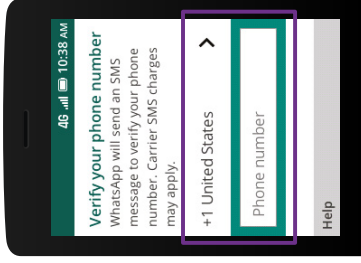 4G 10:38 AM
Verify your phone number
WhatsApp will send an SMS
message to verify your phone
number. Carrier SMS charges
may apply.
+1 United States
Phone number
Help